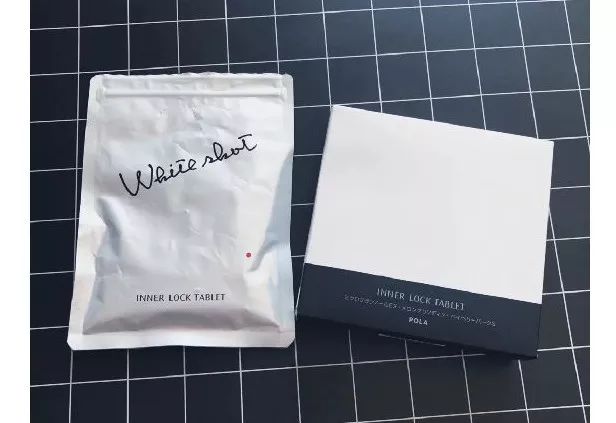 White shot
INNER LOCK TABLET
INNER LOCK TABLET
POLA